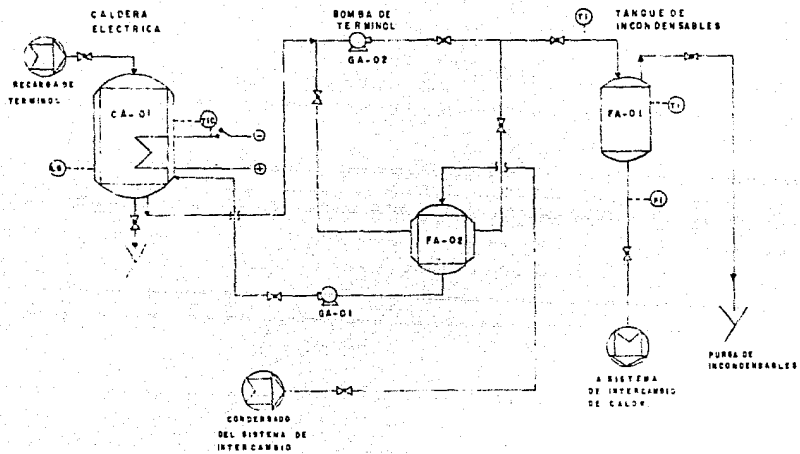 CALDERA
ELECTRICA
BOMBA DE
TERMINOL
GA-02
TI
TANQUE DE
INCONDENSABLES
RECARGA DE
TERMINOL
CA-01
TIC
FA-01
TI
FA-02
PI
GA-01
PURGA DE
INCONDENSABLES
A SISTEMA
DE INTERCAMBIO
DE CALOR
CONDENSADO
DEL SISTEMA DE
INTERCAMBIO